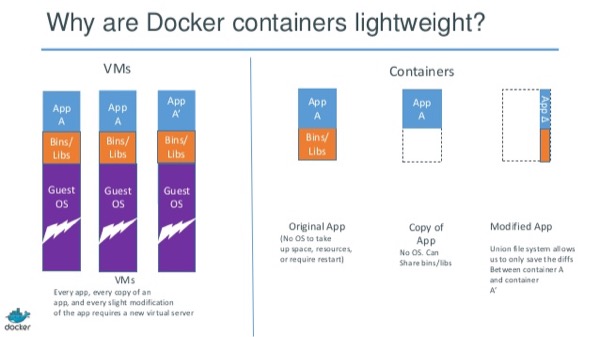 Why are Docker containers lightweight?
VMs
App
A
App
A
App
A'
Bins/
Libs
Bins/
Libs
Bins/
Libs
Guest
OS
Guest
OS
Guest
OS
VMs
Every app, every copy of an
app, and every slight modification
of the app requires a new virtual server
Containers
App
A
Bins/
Libs
Original App
(No OS to take
up space, resources,
or require restart)
App
A
Copy of
App
No OS. Can
Share bins/libs
App Δ
Modified App
Union file system allows
us to only save the diffs
Between container A
and container
A'
docker